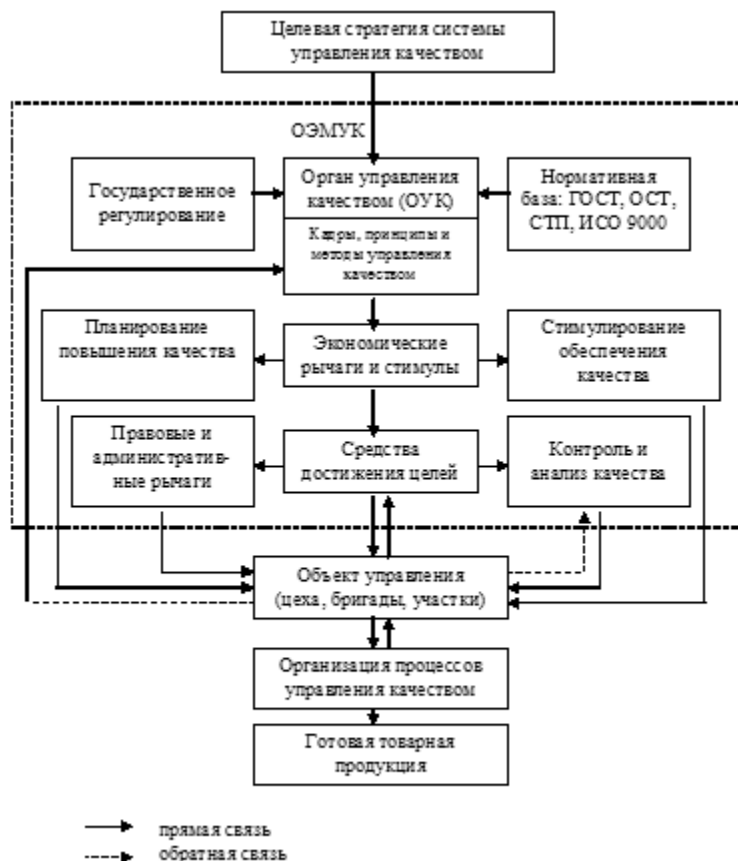 Целевая стратегия системы
управления качеством
ОЭМУК
Государственное
регулирование
Орган управления
качеством (ОУК)
Кадры, принципы и
методы управления
качеством
Нормативная
база: ГОСТ, ОСТ,
СТП, ИСО 9000
Планирование
повышения качества
Экономические
рычаги и стимулы
Стимулирование
обеспечения
качества
Правовые и
административ-
ные рычаги
Средства
достижения целей
Контроль и
анализ качества
Объект управления
(цеха, бригады, участки)
Организация процессов
управления качеством
Готовая товарная
продукция
прямая связь
обратная связь